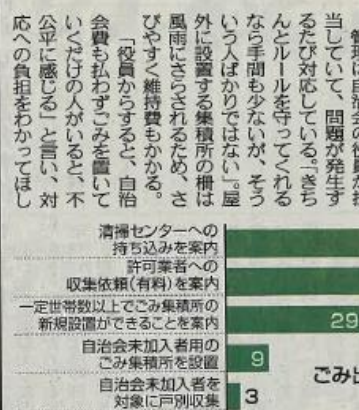 当していて、問題が発生す
るたび対応している。「きち
んとルールを守ってくれる
なら手間も少ないが、そう
いう人ばかりではない」。屋
外に設置する集積所の柵は
風雨にさらされるため、さ
びやすく維持費もかかる。
「役員からすると、自治
会費も払わずごみを置いて
いくだけの人がいると、不
公平に感じる」と言い、対
応への負担をわかってほし
清掃センターへの
持ち込みを案内
許可業者への
収集依頼(有料)を案内
一定世帯数以上でごみ集積所の
新規設置ができることを案内
29
自治会未加入者用の
ごみ集積所を設置
9
自治会未加入者を
対象に戸別収集
3
ごみ出